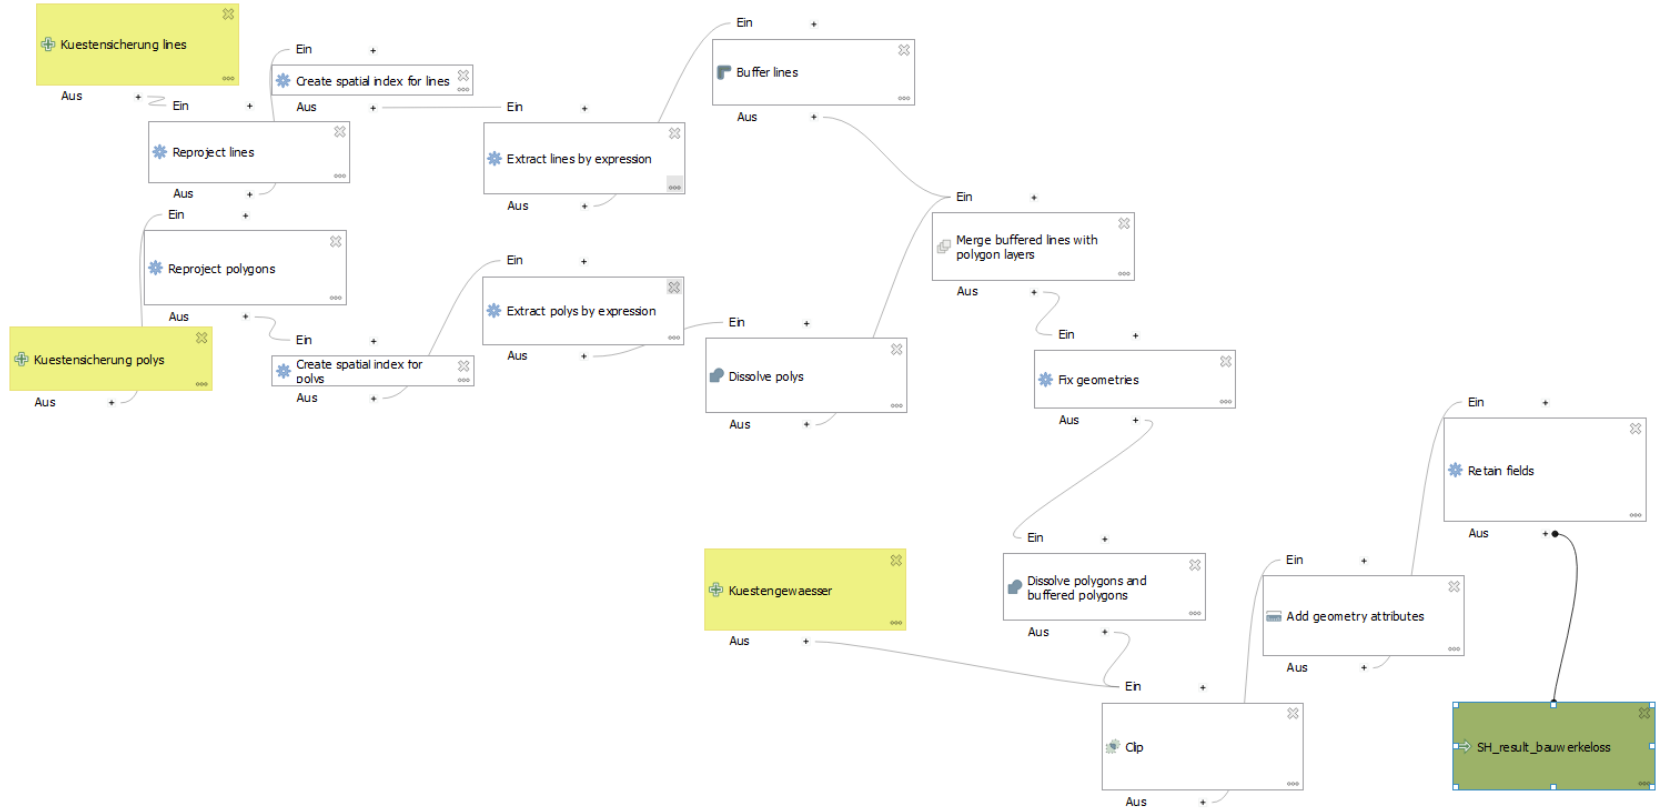 Kuestensicherung lines
Aus
Ein
Reproject lines
Aus
Ein
Create spatial index for lines
Aus
Ein
Extract lines by expression
Aus
Ein
Buffer lines
Aus
Kuestensicherung polys
Aus
Ein
Reproject polygons
Aus
Ein
Create spatial index for
polys
Aus
Ein
Extract polys by expression
Aus
Ein
Dissolve polys
Aus
Ein
Merge buffered lines with
polygon layers
Aus
Ein
Fix geometries
Aus
Ein
Dissolve polygons and
buffered polygons
Aus
Kuestengewaesser
Aus
Ein
Clip
Aus
Ein
Add geometry attributes
Aus
Ein
Retain fields
Aus
SH_result_bauwerkeloss